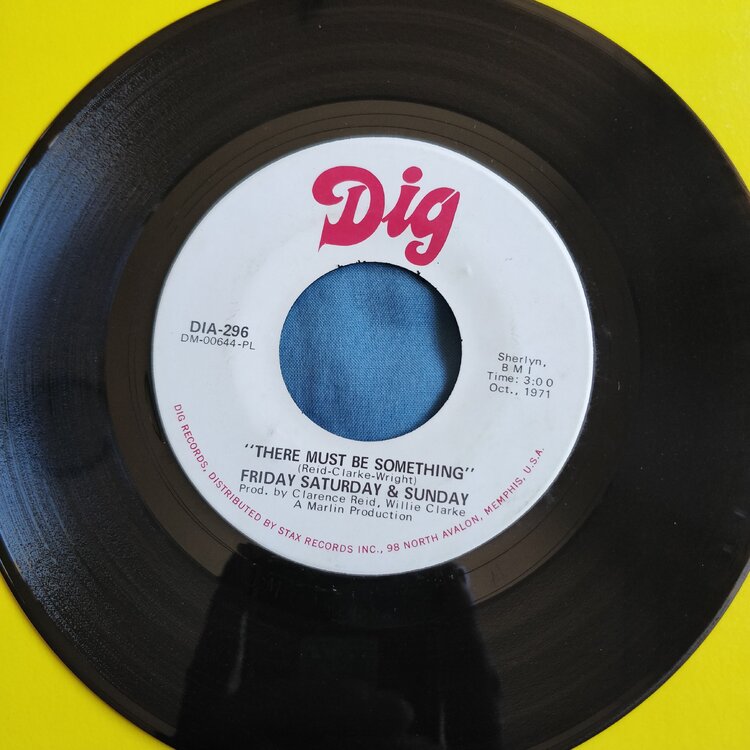 Dig
DIA-296
DM-00644-PL
Sherlyn,
BMI
Time: 3:00
Oct., 1971
"THERE MUST BE SOMETHING"
(Reid-Clarke-Wright)
FRIDAY SATURDAY & SUNDAY
Prod. by Clarence Reid, Willie Clarke
A Marlin Production
DIG RECORDS, DISTRIBUTED BY STAX RECORDS INC., 98 NORTH AVALON, MEMPHIS, U.S.A.